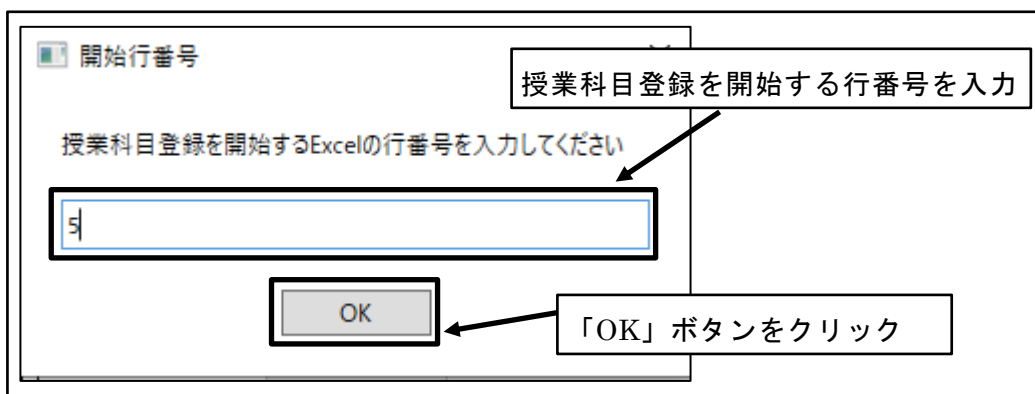 開始行番号
授業科目登録を開始する行番号を入力
授業科目登録を開始するExcelの行番号を入力してください
5
OK
「OK」ボタンをクリック